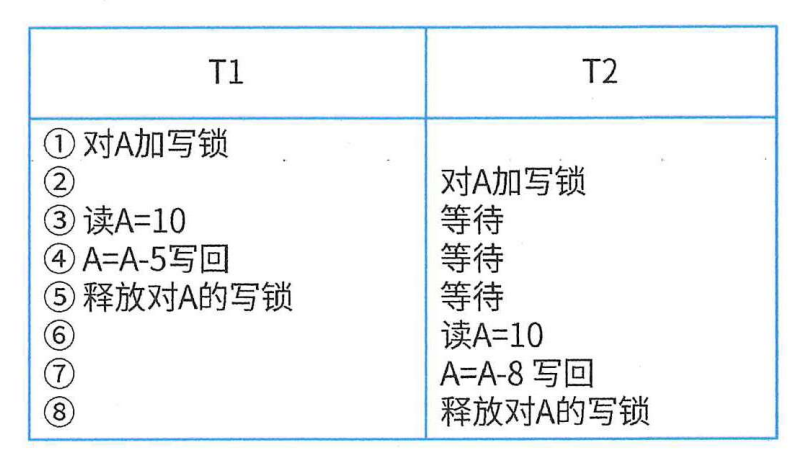 T1 T2
① 对A加写锁
② 对A加写锁
③ 读A=10 等待
④ A=A-5写回 等待
⑤ 释放对A的写锁 等待
⑥ 读A=10
⑦ A=A-8 写回
⑧ 释放对A的写锁